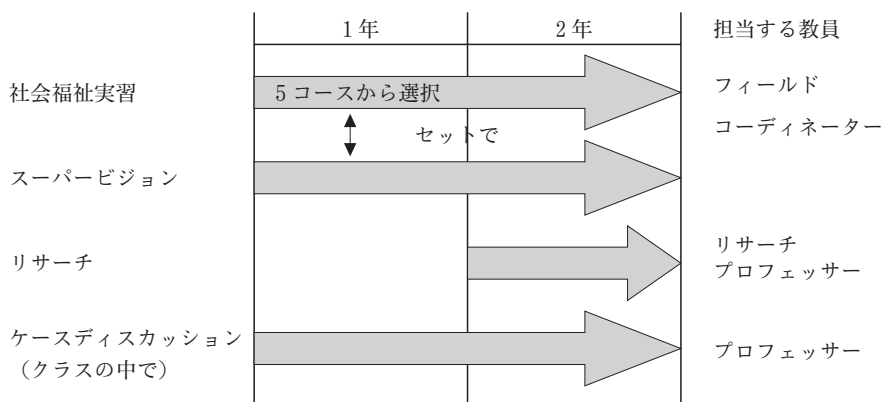 1年 2年 担当する教員
社会福祉実習 5コースから選択 フィールド
コーディネーター
セットで
スーパービジョン
リサーチ リサーチ
プロフェッサー
ケースディスカッション
(クラスの中で) プロフェッサー